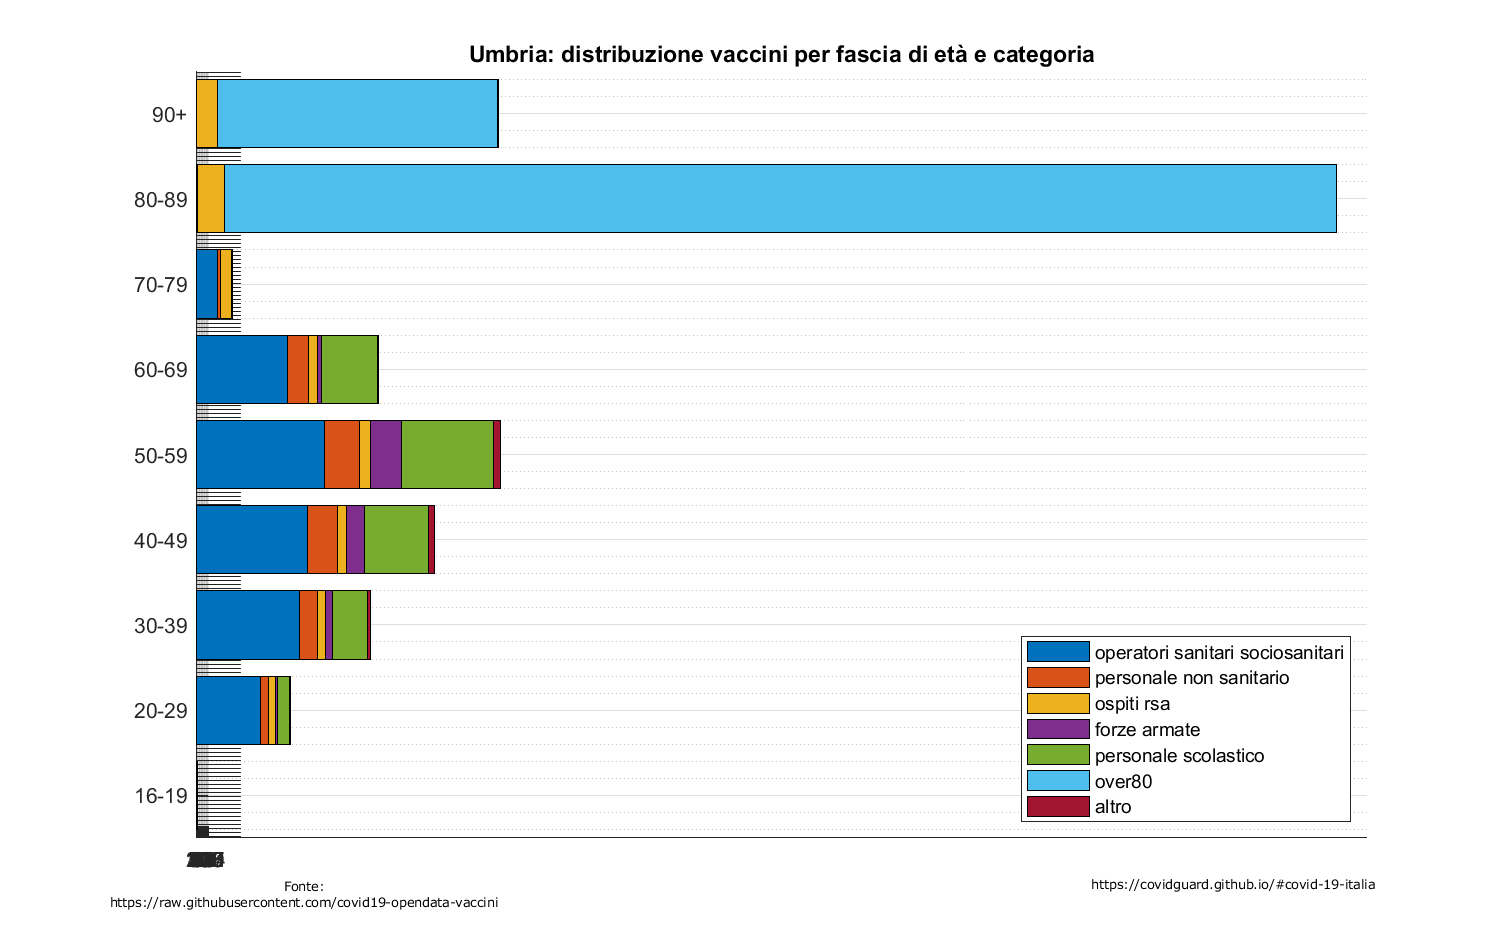 Umbria: distribuzione vaccini per fascia di età e categoria
90+
80-89
70-79
60-69
50-59
40-49
30-39
20-29
16-19
operatori sanitari sociosanitari
personale non sanitario
ospiti rsa
forze armate
personale scolastico
over80
altro
Fonte:
https://raw.githubusercontent.com/covid19-opendata-vaccini
https://covidguard.github.io/#covid-19-italia